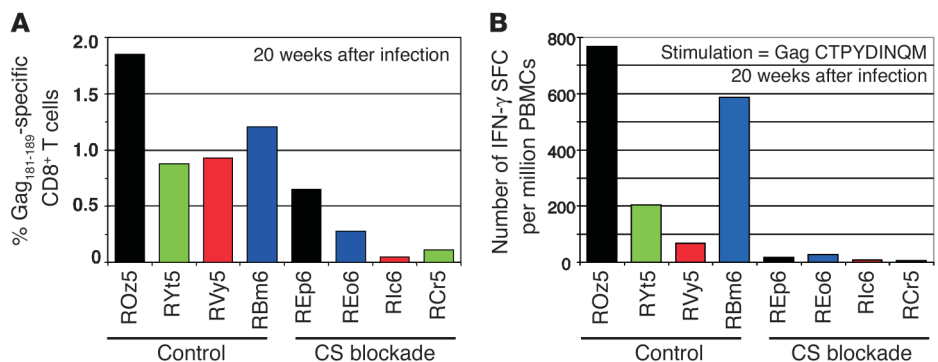 A
% Gag181-189-specific
CD8+ T cells
2.0
1.5
1.0
0.5
0
20 weeks after infection
ROz5
RYt5
RVy5
RBm6
REp6
REo6
RIc6
RCr5
Control
CS blockade
B
Number of IFN-γ SFC
per million PBMCs
800
600
400
200
0
Stimulation = Gag CTPYDINQM
20 weeks after infection
ROz5
RYt5
RVy5
RBm6
REp6
REo6
RIc6
RCr5
Control
CS blockade